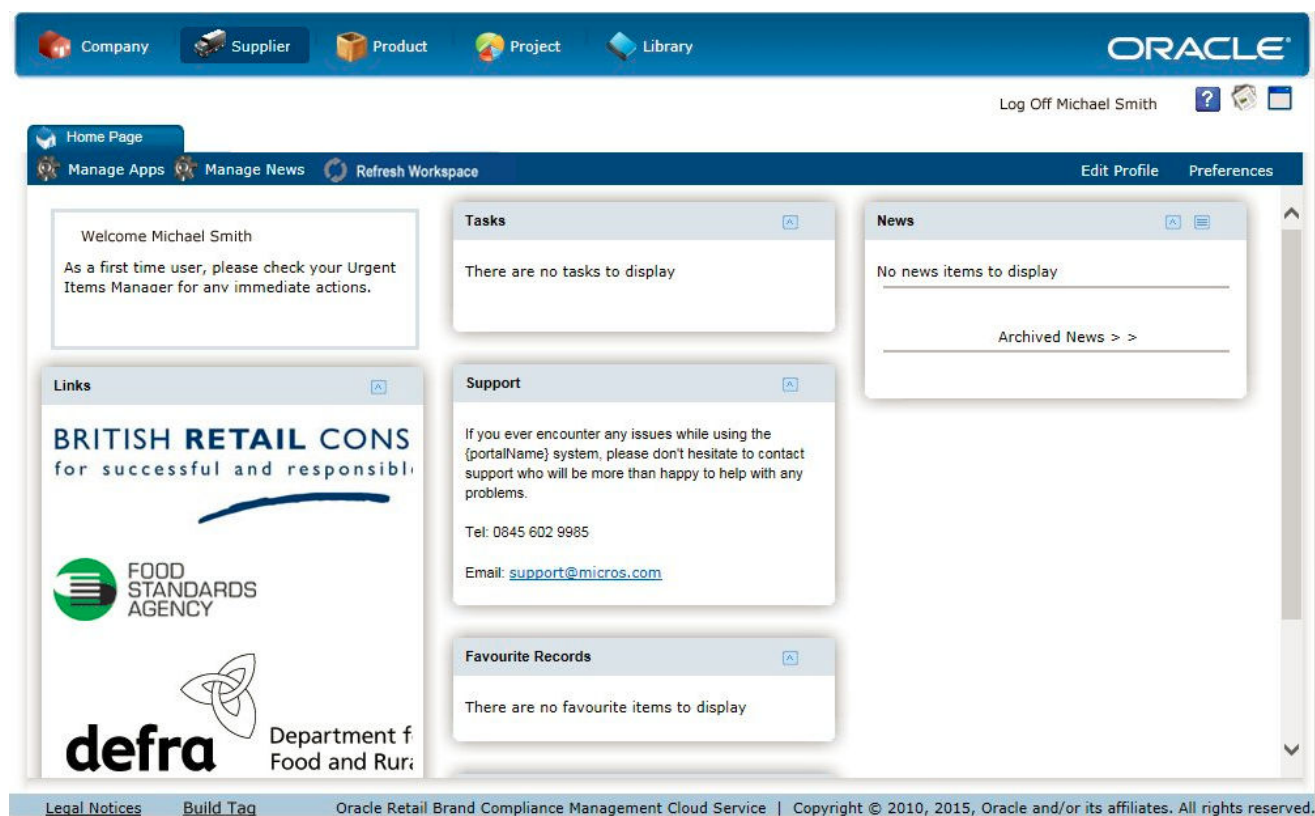 Company Supplier Product Project Library ORACLE
Log Off Michael Smith ?
Home Page
Manage Apps Manage News Refresh Workspace Edit Profile Preferences
Welcome Michael Smith
As a first time user, please check your Urgent
Items Manager for any immediate actions.
Links
BRITISH RETAIL CONS
for successful and responsibl
FOOD
STANDARDS
AGENCY
defra
Department f
Food and Rura
Tasks
There are no tasks to display
Support
If you ever encounter any issues while using the
{portalName} system, please don't hesitate to contact
support who will be more than happy to help with any
problems.
Tel: 0845 602 9985
Email: support@micros.com
Favourite Records
There are no favourite items to display
News
No news items to display
Archived News > >
Legal Notices Build Tag Oracle Retail Brand Compliance Management Cloud Service | Copyright © 2010, 2015, Oracle and/or its affiliates. All rights reserved.